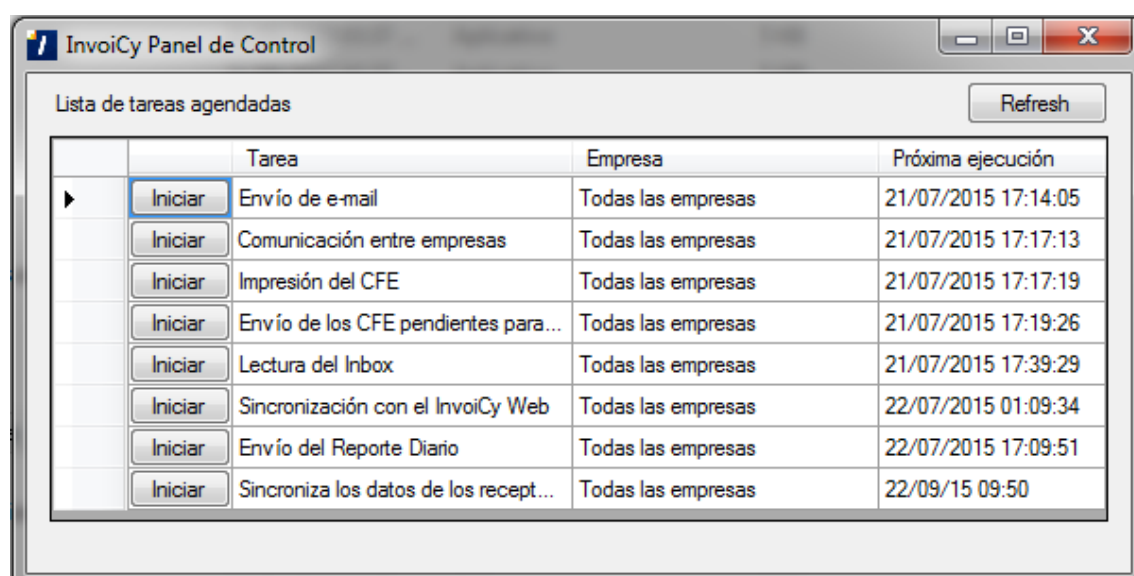 InvoiCy Panel de Control
Lista de tareas agendadas Refresh
Tarea Empresa Próxima ejecución
Iniciar Envío de e-mail Todas las empresas 21/07/2015 17:14:05
Iniciar Comunicación entre empresas Todas las empresas 21/07/2015 17:17:13
Iniciar Impresión del CFE Todas las empresas 21/07/2015 17:17:19
Iniciar Envío de los CFE pendientes para... Todas las empresas 21/07/2015 17:19:26
Iniciar Lectura del Inbox Todas las empresas 21/07/2015 17:39:29
Iniciar Sincronización con el InvoiCy Web Todas las empresas 22/07/2015 01:09:34
Iniciar Envío del Reporte Diario Todas las empresas 22/07/2015 17:09:51
Iniciar Sincroniza los datos de los recept... Todas las empresas 22/09/15 09:50